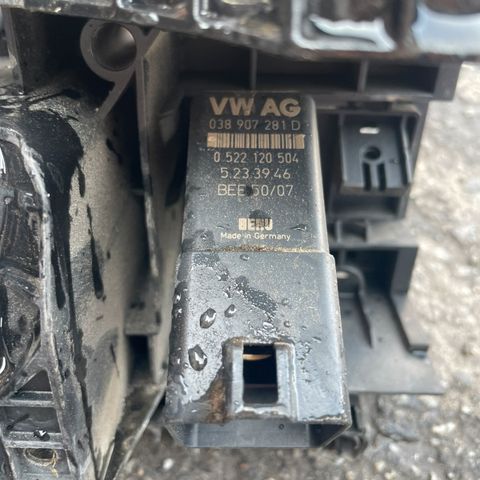 VW AG
038 907 281 D
0 522 120 504
5.23.39.46
BEE 50/07
BERU
Made in Germany